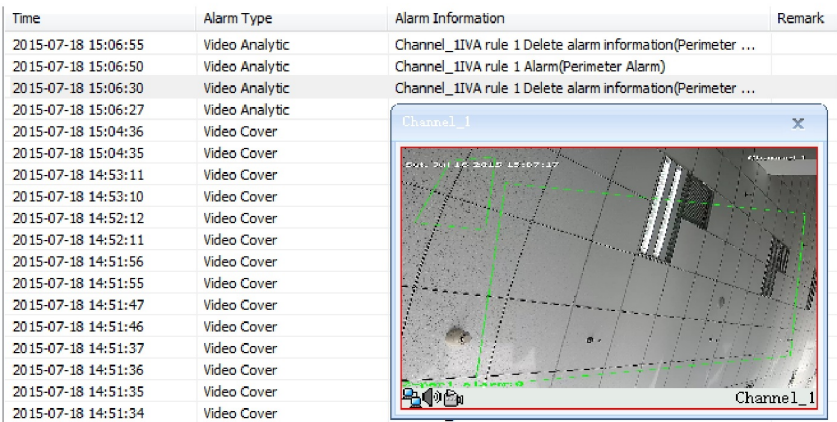 Time Alarm Type Alarm Information Remark
2015-07-18 15:06:55 Video Analytic Channel_1IVA rule 1 Delete alarm information(Perimeter ...
2015-07-18 15:06:50 Video Analytic Channel_1IVA rule 1 Alarm(Perimeter Alarm)
2015-07-18 15:06:30 Video Analytic Channel_1IVA rule 1 Delete alarm information(Perimeter ...
2015-07-18 15:06:27 Video Analytic
2015-07-18 15:04:36 Video Cover
2015-07-18 15:04:35 Video Cover
2015-07-18 14:53:11 Video Cover
2015-07-18 14:53:10 Video Cover
2015-07-18 14:52:12 Video Cover
2015-07-18 14:52:11 Video Cover
2015-07-18 14:51:56 Video Cover
2015-07-18 14:51:55 Video Cover
2015-07-18 14:51:47 Video Cover
2015-07-18 14:51:46 Video Cover
2015-07-18 14:51:37 Video Cover
2015-07-18 14:51:36 Video Cover
2015-07-18 14:51:35 Video Cover
2015-07-18 14:51:34 Video Cover
Channel_1
2015 15:07:17
Channel_1